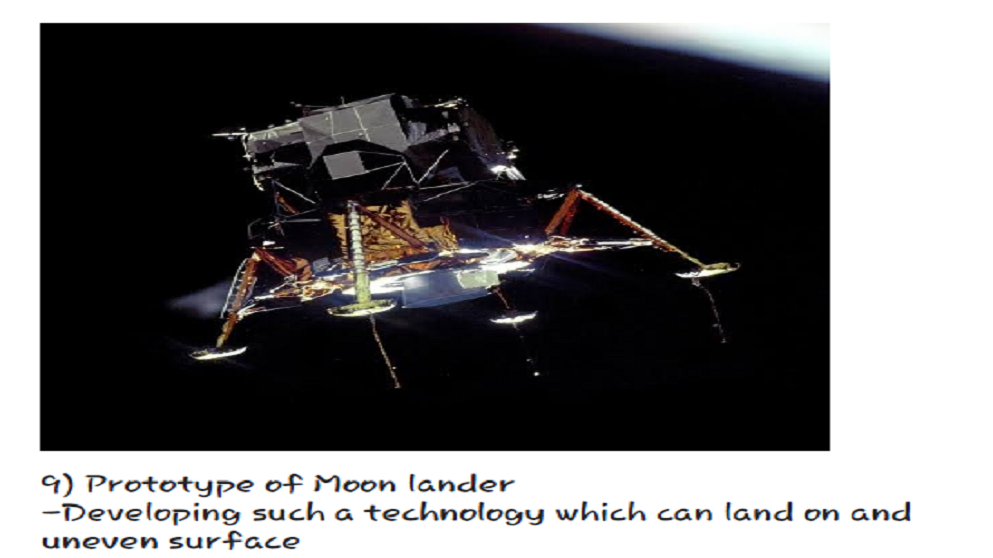 9) Prototype of Moon lander
-Developing such a technology which can land on and
uneven surface